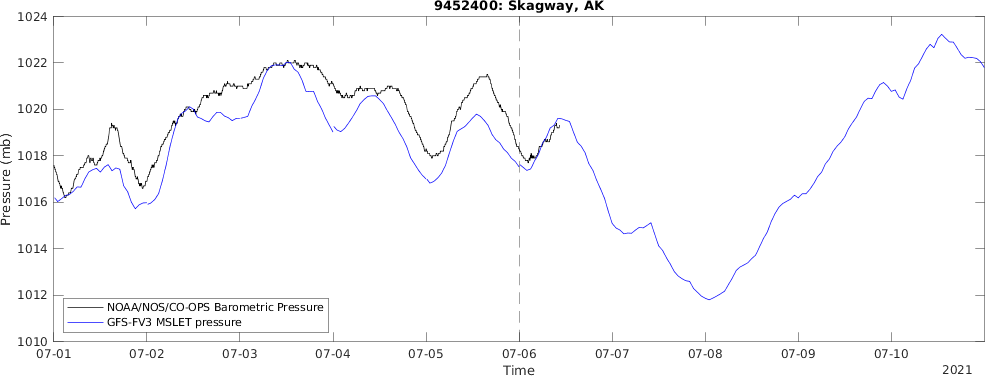 9452400: Skagway, AK
1024
1022
1020
1018
1016
1014
1012
1010
Pressure (mb)
NOAA/NOS/CO-OPS Barometric Pressure
GFS-FV3 MSLET pressure
07-01 07-02 07-03 07-04 07-05 07-06 07-07 07-08 07-09 07-10
Time
2021